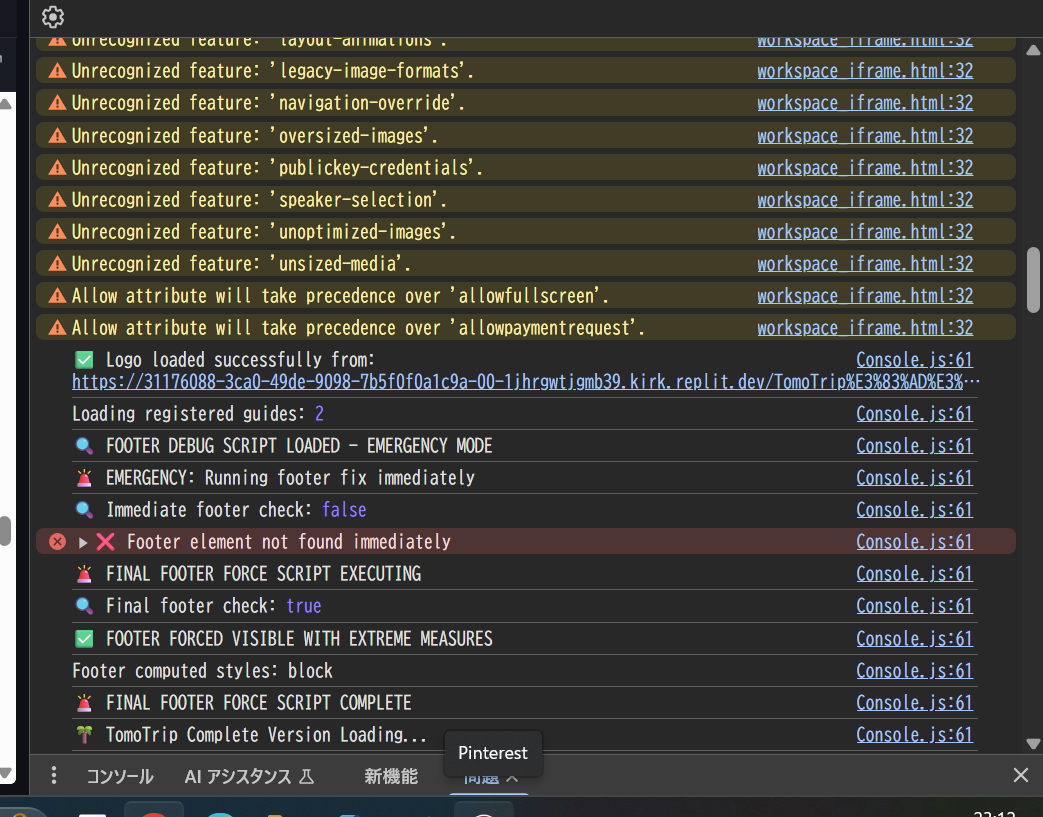 Unrecognized feature: 'layout-animations'. workspace_iframe.html:32
Unrecognized feature: 'legacy-image-formats'. workspace_iframe.html:32
Unrecognized feature: 'navigation-override'. workspace_iframe.html:32
Unrecognized feature: 'oversized-images'. workspace_iframe.html:32
Unrecognized feature: 'publickey-credentials'. workspace_iframe.html:32
Unrecognized feature: 'speaker-selection'. workspace_iframe.html:32
Unrecognized feature: 'unoptimized-images'. workspace_iframe.html:32
Unrecognized feature: 'unsized-media'. workspace_iframe.html:32
Allow attribute will take precedence over 'allowfullscreen'. workspace_iframe.html:32
Allow attribute will take precedence over 'allowpaymentrequest'. workspace_iframe.html:32
✅ Logo loaded successfully from: Console.js:61
https://31176088-3ca0-49de-9098-7b5f0f0a1c9a-00-1jhrgwtjgmb39.kirk.replit.dev/TomoTrip%E3%83%AD%E3%…
Loading registered guides: 2 Console.js:61
🔍 FOOTER DEBUG SCRIPT LOADED - EMERGENCY MODE Console.js:61
🚨 EMERGENCY: Running footer fix immediately Console.js:61
🔍 Immediate footer check: false Console.js:61
❌ Footer element not found immediately Console.js:61
🚨 FINAL FOOTER FORCE SCRIPT EXECUTING Console.js:61
🔍 Final footer check: true Console.js:61
✅ FOOTER FORCED VISIBLE WITH EXTREME MEASURES Console.js:61
Footer computed styles: block Console.js:61
🚨 FINAL FOOTER FORCE SCRIPT COMPLETE Console.js:61
🌴 TomoTrip Complete Version Loading... Console.js:61
Pinterest
コンソール AI アシスタンス 新機能 問題